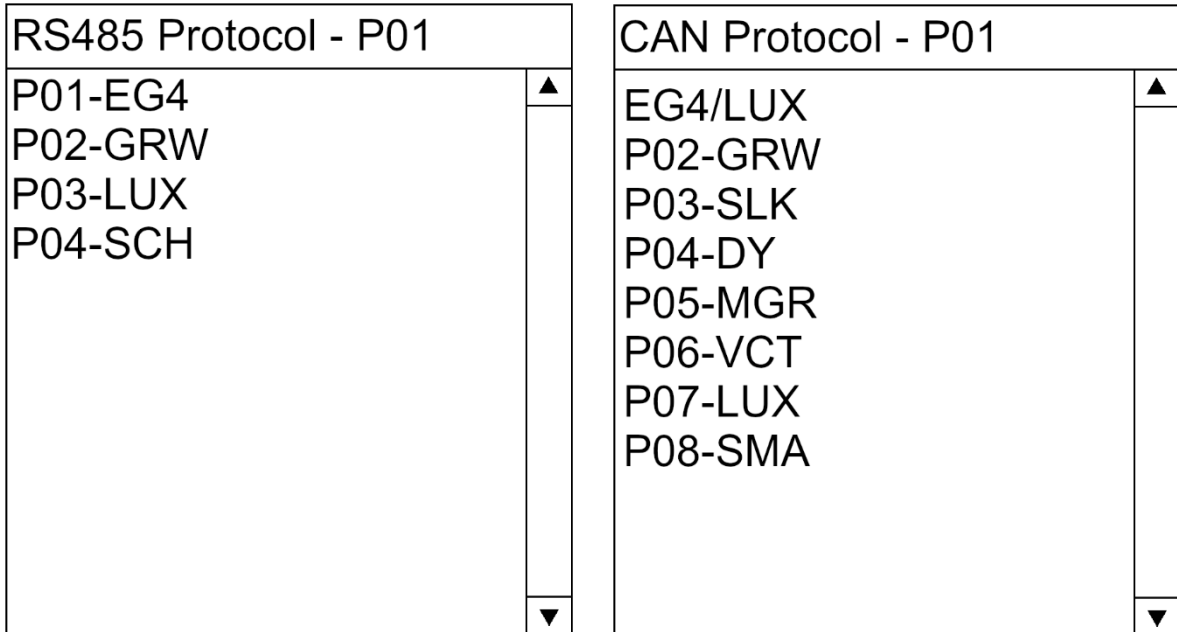 RS485 Protocol - P01
P01-EG4
P02-GRW
P03-LUX
P04-SCH
CAN Protocol - P01
EG4/LUX
P02-GRW
P03-SLK
P04-DY
P05-MGR
P06-VCT
P07-LUX
P08-SMA